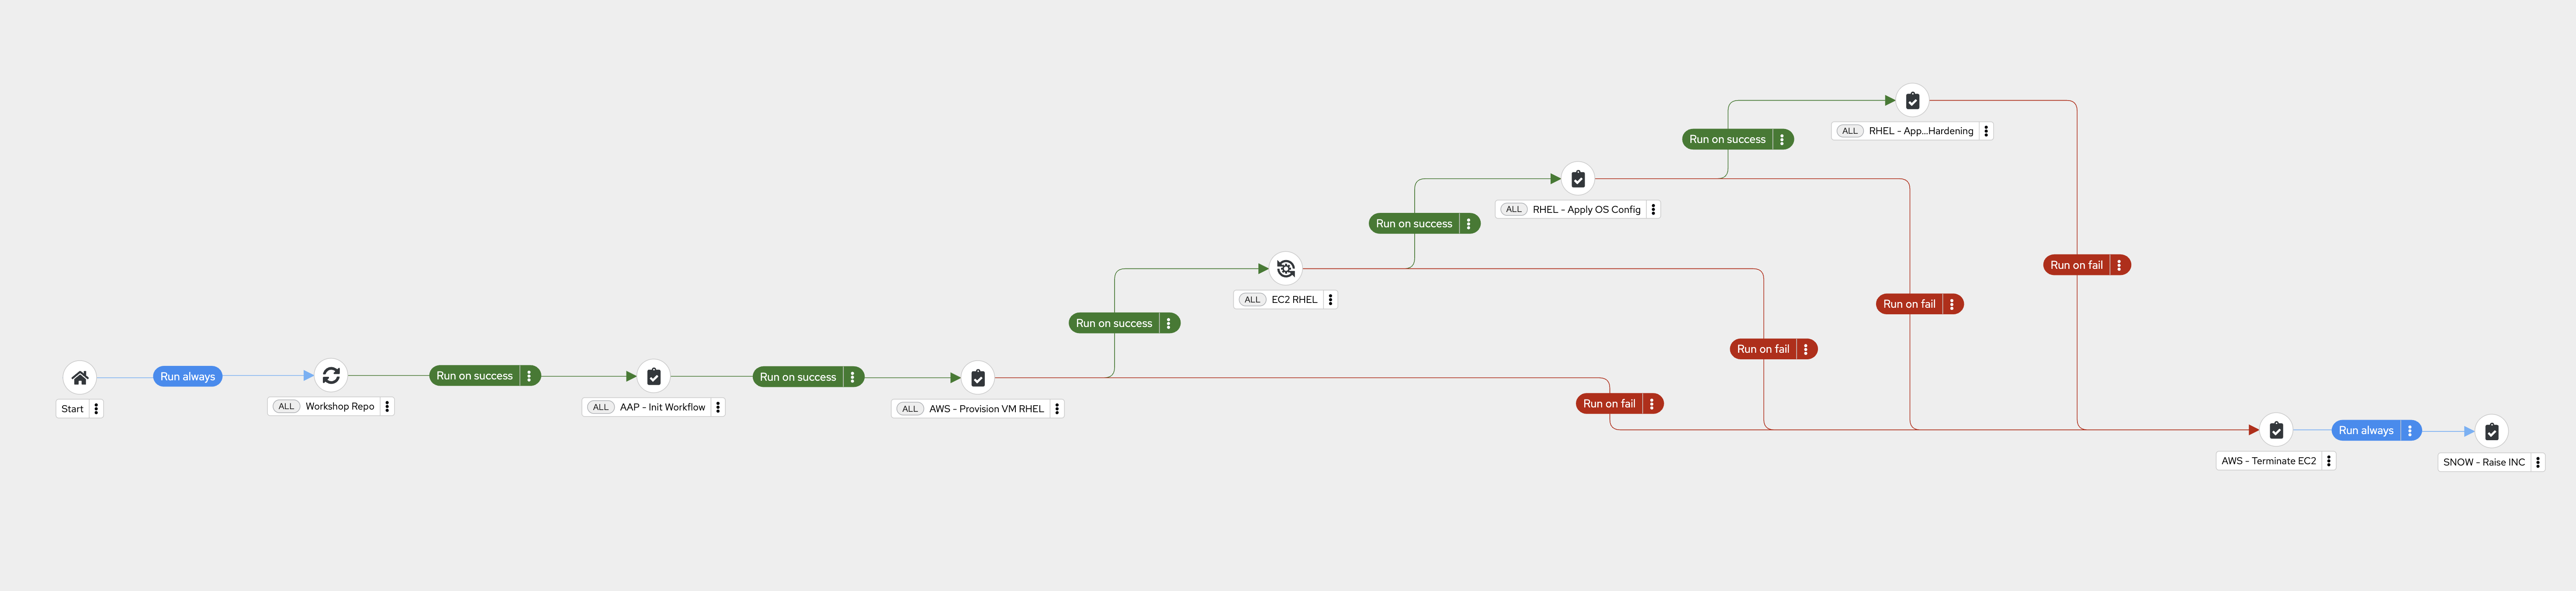 ALL RHEL - App...Hardening
Run on success
ALL RHEL - Apply OS Config
Run on success
Run on fail
ALL EC2 RHEL
Run on fail
Run on success
Run on fail
Run always
Run on success
Run on success
Start
ALL Workshop Repo
ALL AAP - Init Workflow
ALL AWS - Provision VM RHEL
Run on fail
Run always
AWS - Terminate EC2
SNOW - Raise INC